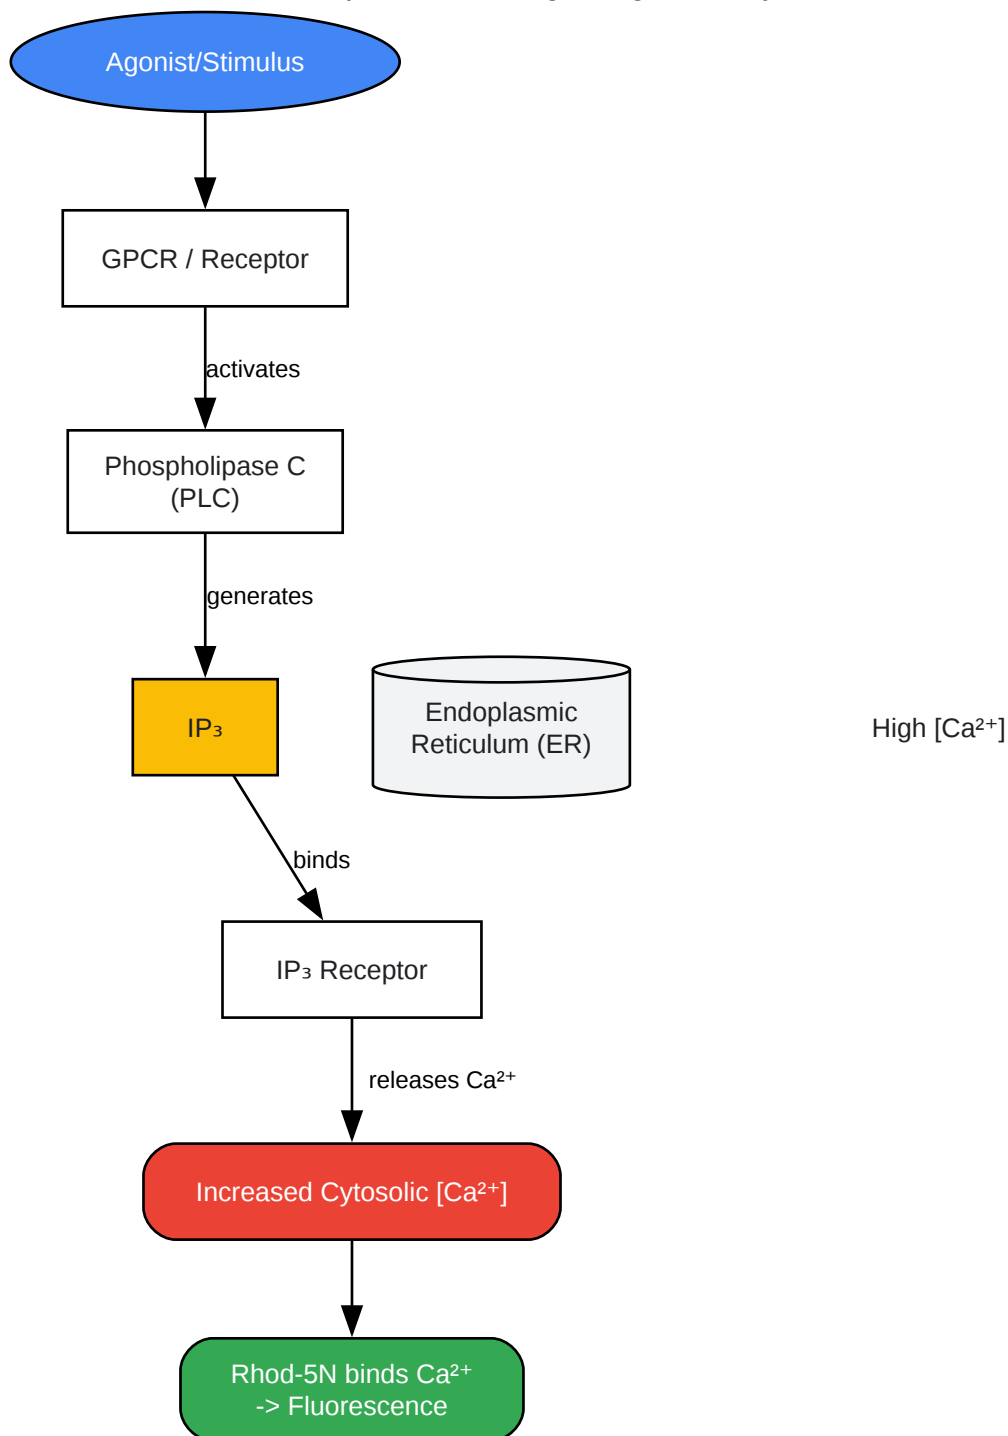 Agonist/Stimulus
GPCR / Receptor
activates
Phospholipase C
(PLC)
generates
IP₃
Endoplasmic
Reticulum (ER)
High [Ca²⁺]
binds
IP₃ Receptor
releases Ca²⁺
Increased Cytosolic [Ca²⁺]
Rhod-5N binds Ca²⁺
-> Fluorescence